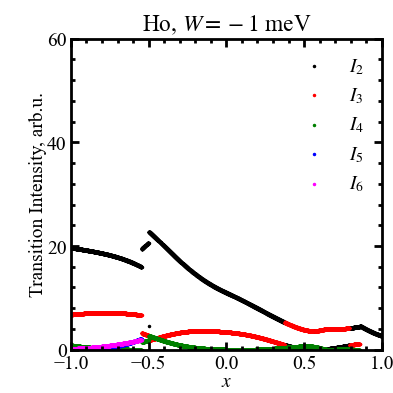 Ho, W = − 1 meV
Transition Intensity, arb.u.
60
40
20
0
I₂
I₃
I₄
I₅
I₆
−1.0 −0.5 0.0 0.5 1.0
x